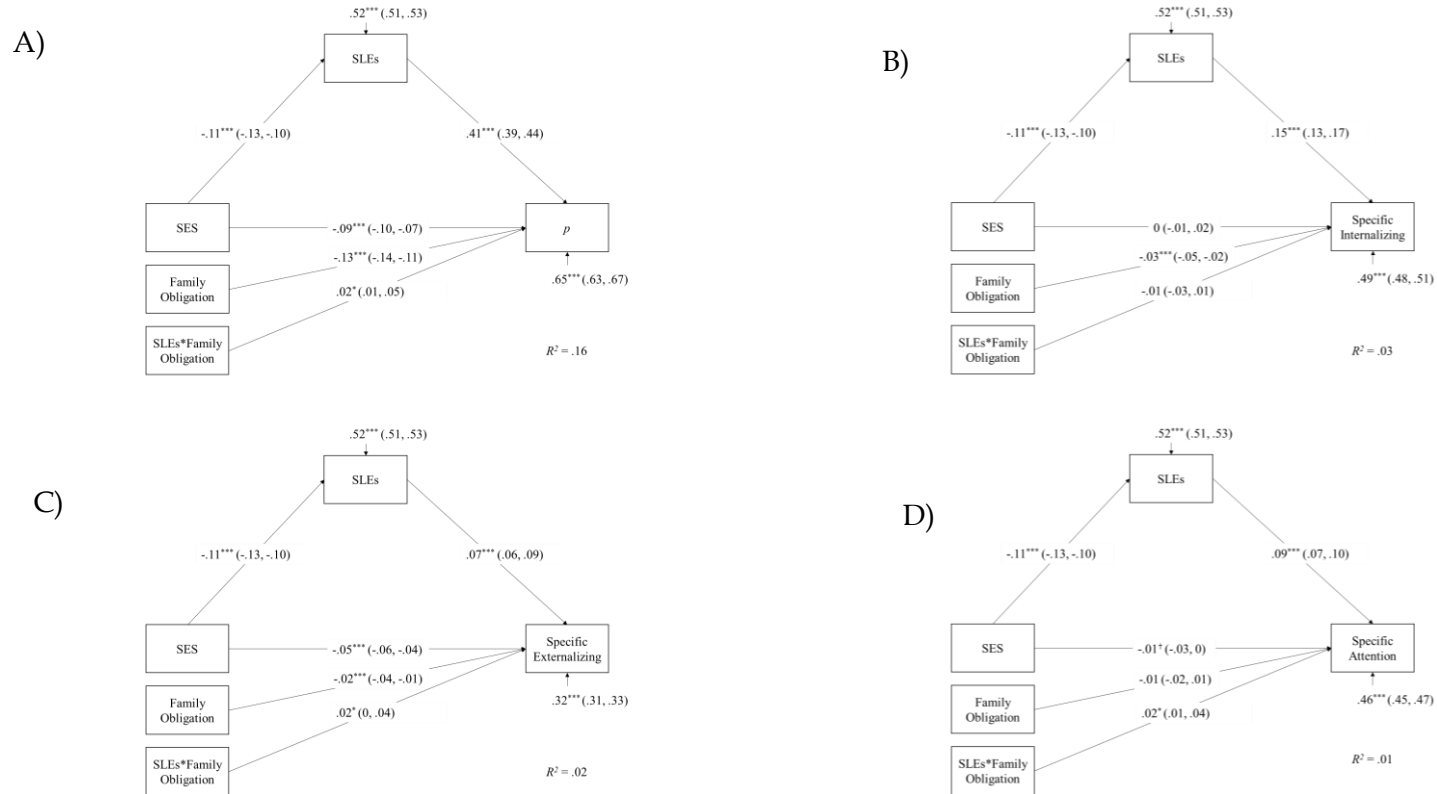 A)
.52*** (.51, .53)
SLEs
-.11*** (-.13, -.10)
.41*** (.39, .44)
SES
-.09*** (-.10, -.07)
p
-.13*** (-.14, -.11)
Family
Obligation
.02* (.01, .05)
.65*** (.63, .67)
SLEs*Family
Obligation
R² = .16
B)
.52*** (.51, .53)
SLEs
-.11*** (-.13, -.10)
.15*** (.13, .17)
SES
0 (-.01, .02)
Specific
Internalizing
-.03*** (-.05, -.02)
Family
Obligation
-.01 (-.03, .01)
.49*** (.48, .51)
SLEs*Family
Obligation
R² = .03
C)
.52*** (.51, .53)
SLEs
-.11*** (-.13, -.10)
.07*** (.06, .09)
SES
-.05*** (-.06, -.04)
Specific
Externalizing
-.02*** (-.04, -.01)
Family
Obligation
.02* (0, .04)
.32*** (.31, .33)
SLEs*Family
Obligation
R² = .02
D)
.52*** (.51, .53)
SLEs
-.11*** (-.13, -.10)
.09*** (.07, .10)
SES
-.01† (-.03, 0)
Specific
Attention
-.01 (-.02, .01)
Family
Obligation
.02* (.01, .04)
.46*** (.45, .47)
SLEs*Family
Obligation
R² = .01